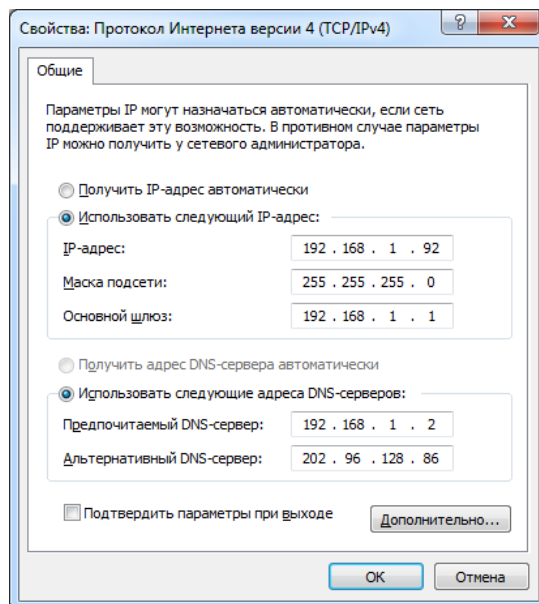 Свойства: Протокол Интернета версии 4 (TCP/IPv4)
Общие
Параметры IP могут назначаться автоматически, если сеть
поддерживает эту возможность. В противном случае параметры
IP можно получить у сетевого администратора.
Получить IP-адрес автоматически
Использовать следующий IP-адрес:
IP-адрес: 192 . 168 . 1 . 92
Маска подсети: 255 . 255 . 255 . 0
Основной шлюз: 192 . 168 . 1 . 1
Получить адрес DNS-сервера автоматически
Использовать следующие адреса DNS-серверов:
Предпочитаемый DNS-сервер: 192 . 168 . 1 . 2
Альтернативный DNS-сервер: 202 . 96 . 128 . 86
Подтвердить параметры при выходе
Дополнительно...
OK
Отмена